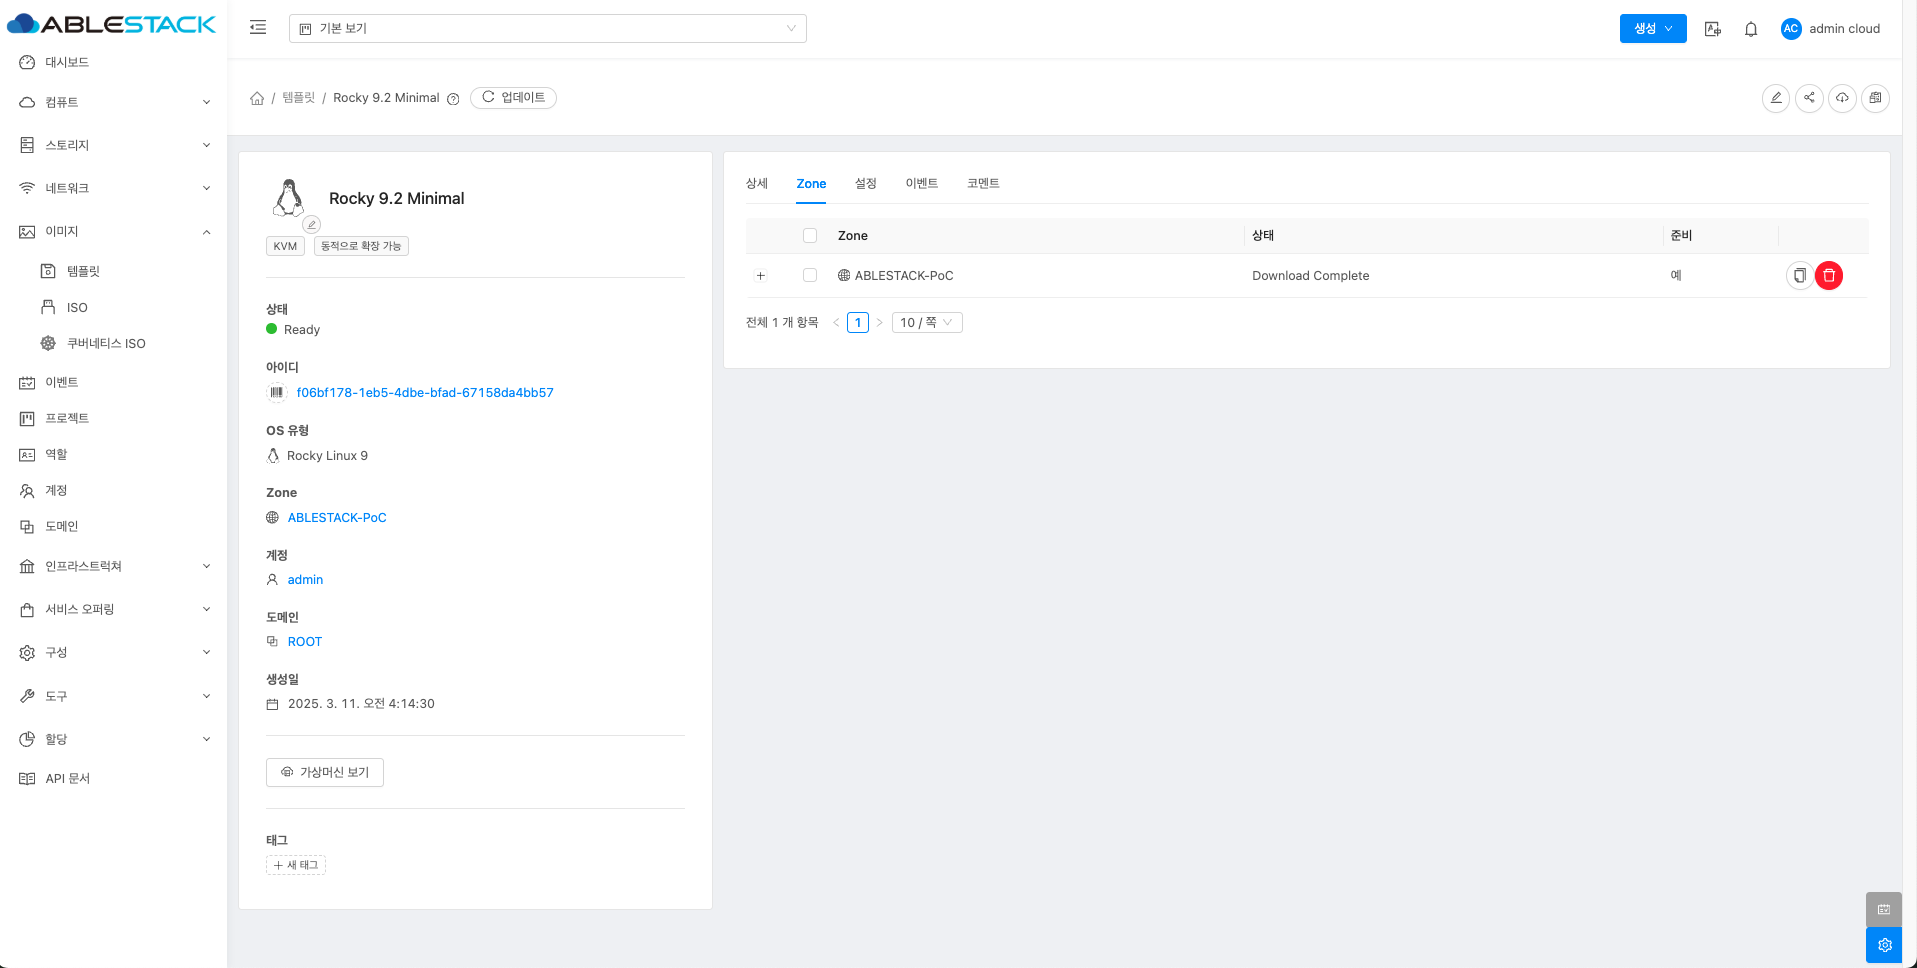 ABLESTACK
기본 보기
생성
AC
admin cloud
대시보드
컴퓨트
스토리지
네트워크
이미지
템플릿
ISO
쿠버네티스 ISO
이벤트
프로젝트
역할
계정
도메인
인프라스트럭쳐
서비스 오퍼링
구성
도구
할당
API 문서
/ 템플릿 / Rocky 9.2 Minimal
업데이트
Rocky 9.2 Minimal
KVM
동적으로 확장 가능
상태
Ready
아이디
f06bf178-1eb5-4dbe-bfad-67158da4bb57
OS 유형
Rocky Linux 9
Zone
ABLESTACK-PoC
계정
admin
도메인
ROOT
생성일
2025. 3. 11. 오전 4:14:30
가상머신 보기
태그
+ 새 태그
상세 Zone 설정 이벤트 코멘트
Zone 상태 준비
ABLESTACK-PoC Download Complete 예
전체 1 개 항목 < 1 > 10 / 쪽